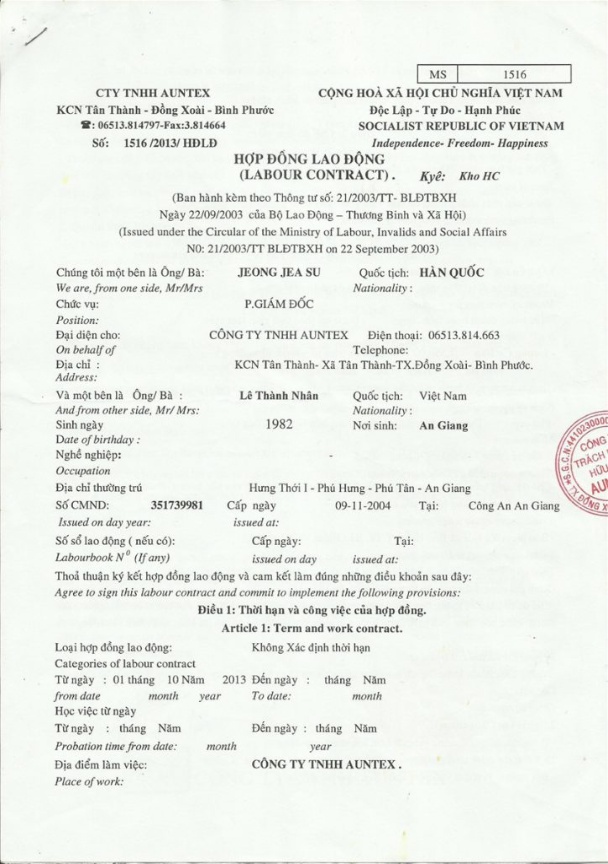 MS 1516
CTY TNHH AUNTEX CỘNG HOÀ XÃ HỘI CHỦ NGHĨA VIỆT NAM
KCN Tân Thành - Đồng Xoài - Bình Phước Độc Lập - Tự Do - Hạnh Phúc
☎: 06513.814797-Fax:3.814664 SOCIALIST REPUBLIC OF VIETNAM
Số: 1516 /2013/ HĐLĐ Independence- Freedom- Happiness
HỢP ĐỒNG LAO ĐỘNG
(LABOUR CONTRACT) . Kyê: Kho HC
(Ban hành kèm theo Thông tư số: 21/2003/TT- BLĐTBXH
Ngày 22/09/2003 của Bộ Lao Động – Thương Binh và Xã Hội)
(Issued under the Circular of the Ministry of Labour, Invalids and Social Affairs
N0: 21/2003/TT BLĐTBXH on 22 September 2003)
Chúng tôi một bên là Ông/ Bà: JEONG JEA SU Quốc tịch: HÀN QUỐC
We are, from one side, Mr/Mrs Nationality :
Chức vụ: P.GIÁM ĐỐC
Position:
Đại diện cho: CÔNG TY TNHH AUNTEX Điện thoại: 06513.814.663
On behalf of Telephone:
Địa chỉ : KCN Tân Thành- Xã Tân Thành-TX.Đồng Xoài- Bình Phước.
Address:
Và một bên là Ông/ Bà : Lê Thành Nhân Quốc tịch: Việt Nam
And from other side, Mr/ Mrs: Nationality :
Sinh ngày 1982 Nơi sinh: An Giang
Date of birthday :
Nghề nghiệp: -
Occupation
Địa chỉ thường trú Hưng Thới I - Phú Hưng - Phú Tân - An Giang
Số CMND: 351739981 Cấp ngày 09-11-2004 Tại: Công An An Giang
Issued on day year: issued at:
Số sổ lao động ( nếu có): Cấp ngày: Tại:
Labourbook N⁰ (If any) issued on day issued at:
Thoả thuận ký kết hợp đồng lao động và cam kết làm đúng những điều khoản sau đây:
Agree to sign this labour contract and commit to implement the following provisions:
Điều 1: Thời hạn và công việc của hợp đồng.
Article 1: Term and work contract.
Loại hợp đồng lao động: Không Xác định thời hạn
Categories of labour contract
Từ ngày : 01 tháng 10 Năm 2013 Đến ngày : tháng Năm
from date month year To date: month
Học việc từ ngày
Từ ngày : tháng Năm Đến ngày : tháng Năm
Probation time from date: month year
Địa điểm làm việc: CÔNG TY TNHH AUNTEX .
Place of work:
S.G.C.N:4410230000
CÔNG
TRÁCH
HỮU